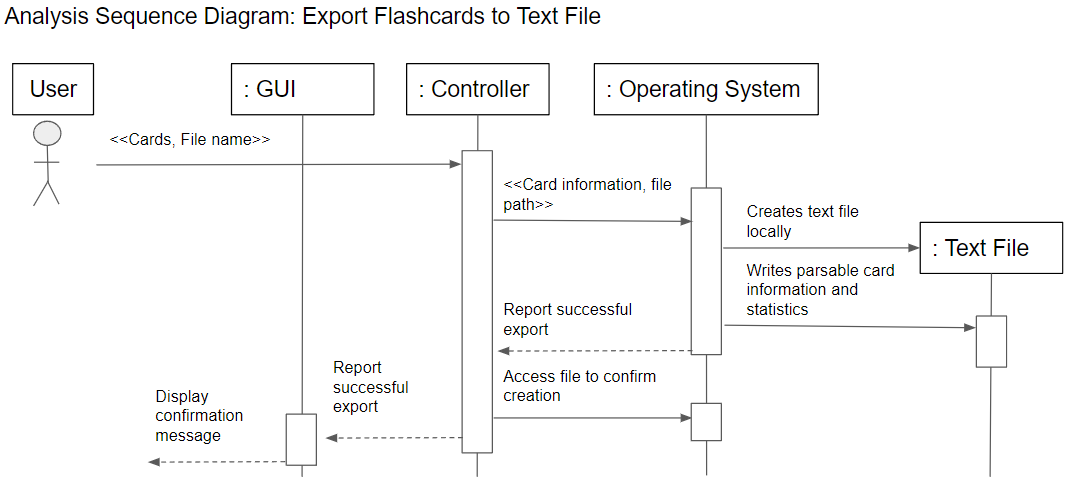 Analysis Sequence Diagram: Export Flashcards to Text File
User
: GUI
: Controller
: Operating System
<<Cards, File name>>
<<Card information, file
path>>
Creates text file
locally
: Text File
Writes parsable card
information and
statistics
Report successful
export
Access file to confirm
creation
Report
successful
export
Display
confirmation
message